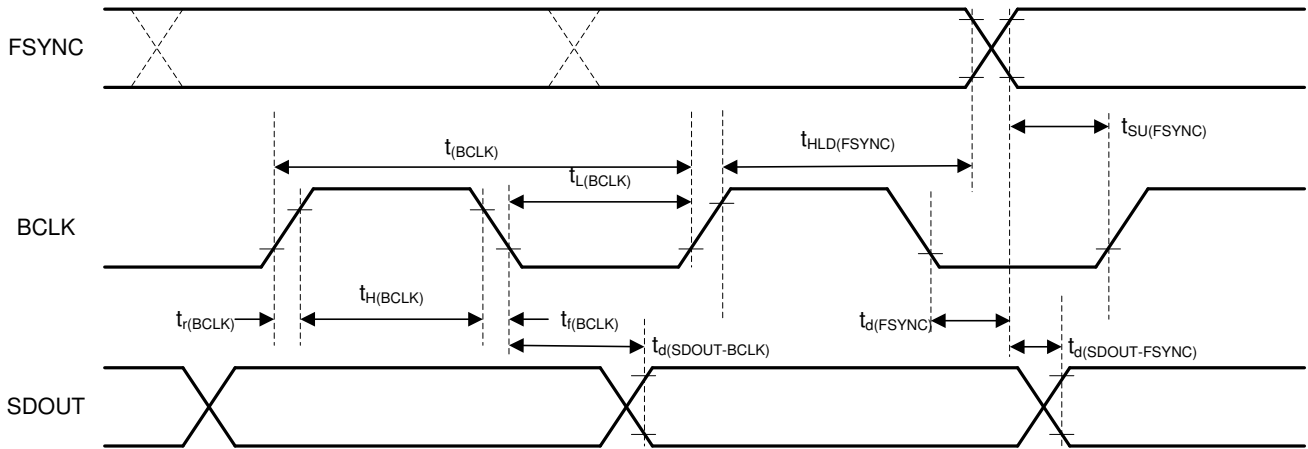 FSYNC
t(BCLK)
tHLD(FSYNC)
tSU(FSYNC)
tL(BCLK)
BCLK
tr(BCLK)
tH(BCLK)
tf(BCLK)
td(FSYNC)
td(SDOUT-BCLK)
td(SDOUT-FSYNC)
SDOUT